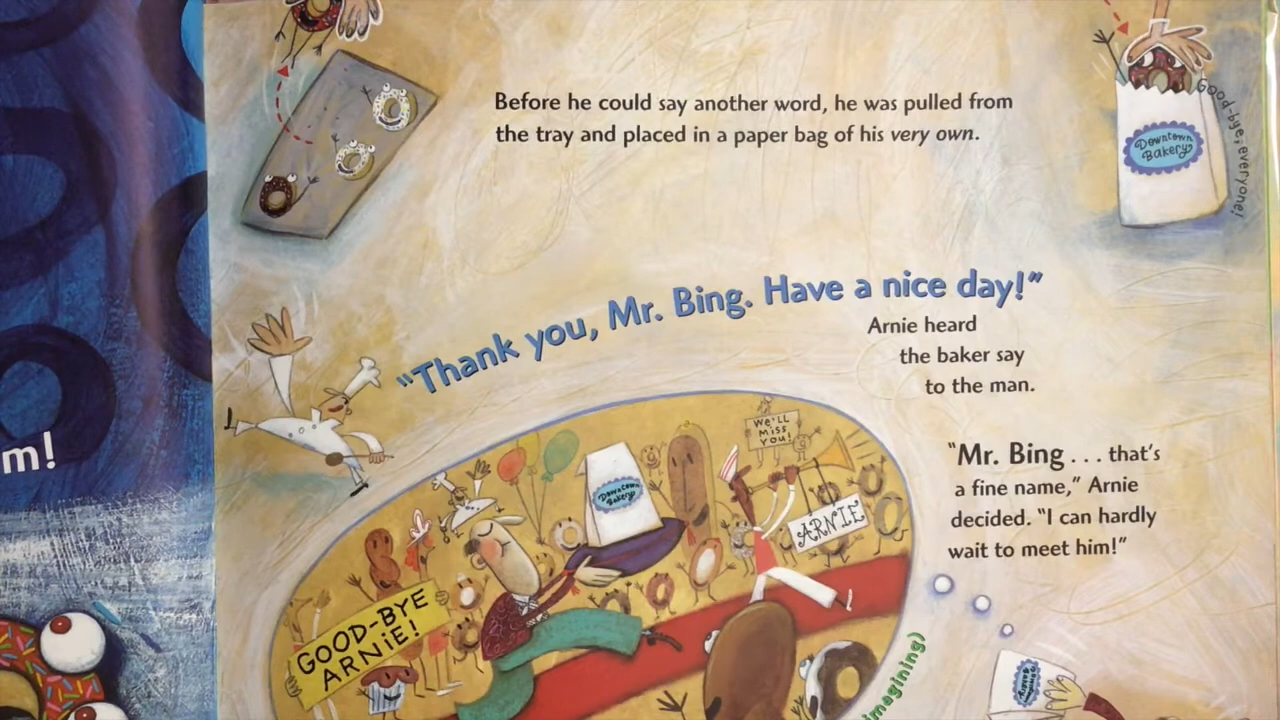 Before he could say another word, he was pulled from
the tray and placed in a paper bag of his very own.
Downtown
Bakery
Good-bye, everyone!
"Thank you, Mr. Bing. Have a nice day!"
Arnie heard
the baker say
to the man.
m!
"Mr. Bing . . . that's
a fine name," Arnie
decided. "I can hardly
wait to meet him!"
WE'LL
MISS
YOU!
Downtown
Bakery
ARNIE
GOOD-BYE
ARNiE!
imagining)
Downtown
Bakery